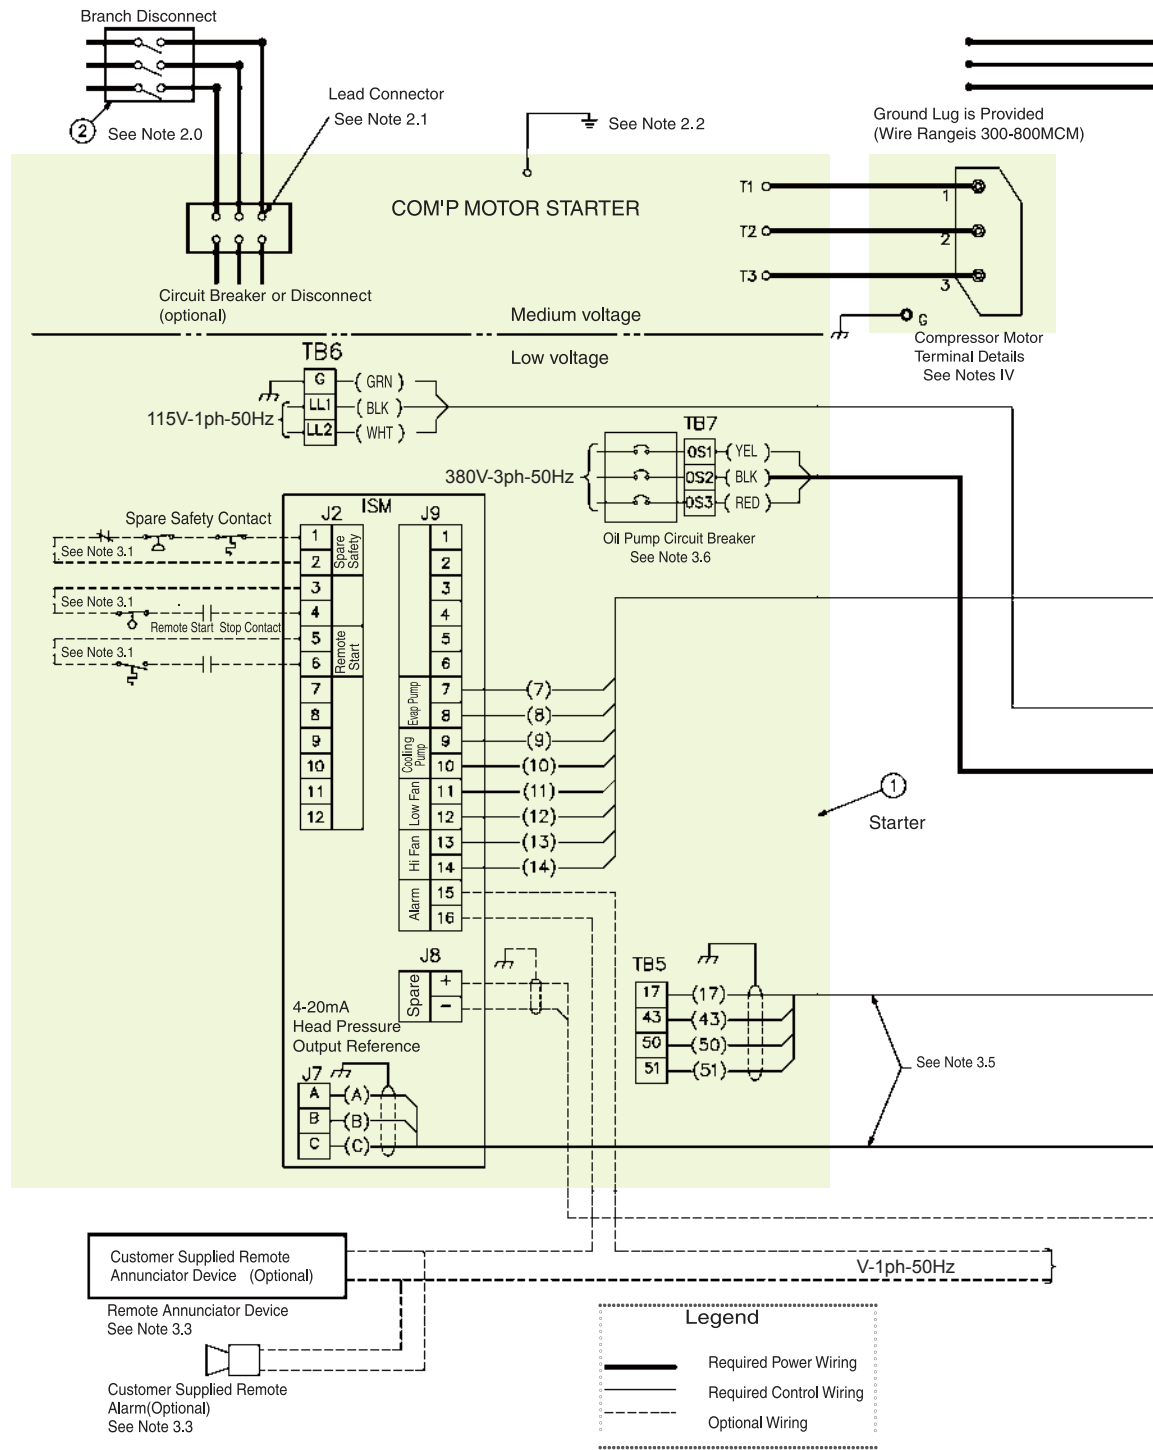 Branch Disconnect
2
See Note 2.0
Lead Connector
See Note 2.1
See Note 2.2
Ground Lug is Provided
(Wire Rangeis 300-800MCM)
COM'P MOTOR STARTER
T1
T2
T3
1
2
3
G
Circuit Breaker or Disconnect
(optional)
Medium voltage
Low voltage
Compressor Motor
Terminal Details
See Notes IV
TB6
G (GRN)
LL1 (BLK)
LL2 (WHT)
115V-1ph-50Hz
TB7
0S1 (YEL)
0S2 (BLK)
0S3 (RED)
380V-3ph-50Hz
Oil Pump Circuit Breaker
See Note 3.6
ISM
J2
1
2
3
4
5
6
7
8
9
10
11
12
Spare Safety
Remote Start
Spare Safety Contact
See Note 3.1
See Note 3.1
Remote Start Stop Contact
See Note 3.1
J9
1
2
3
4
5
6
7 (7)
8 (8)
9 (9)
10 (10)
11 (11)
12 (12)
13 (13)
14 (14)
15
16
Evap Pump
Cooling Pump
Low Fan
Hi Fan
Alarm
1
Starter
J8
Spare
+
-
TB5
17 (17)
43 (43)
50 (50)
51 (51)
See Note 3.5
4-20mA
Head Pressure
Output Reference
J7
A (A)
B (B)
C (C)
Customer Supplied Remote
Annunciator Device (Optional)
Remote Annunciator Device
See Note 3.3
V-1ph-50Hz
Customer Supplied Remote
Alarm(Optional)
See Note 3.3
Legend
Required Power Wiring
Required Control Wiring
Optional Wiring